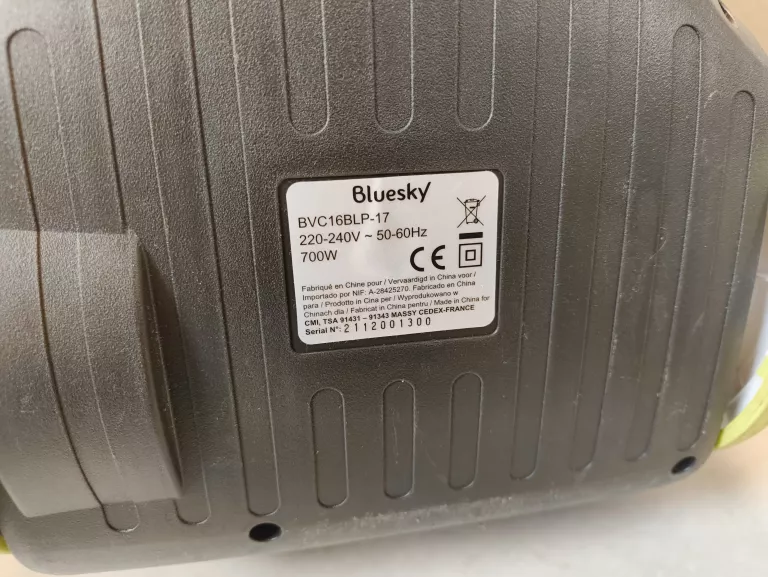 Bluesky
BVC16BLP-17
220-240V ~ 50-60Hz
700W
CE
Fabriqué en Chine pour / Vervaardigd in China voor /
Importado por NIF: A-28425270. Fabricado en China
para / Prodotto in Cina per / Wyprodukowano w
Chinach dla / Fabricat in China pentru / Made in China for
CMI, TSA 91431 – 91343 MASSY CEDEX-FRANCE
Serial N°: 2112001300